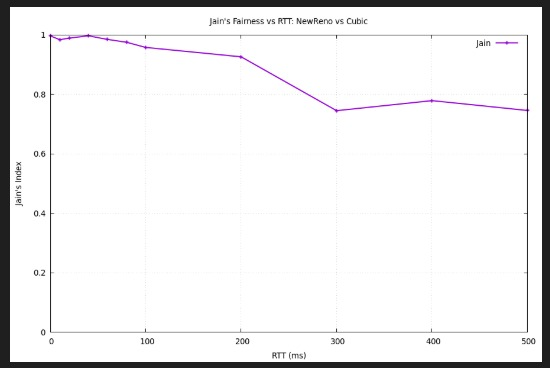 Jain's Fairness vs RTT: NewReno vs Cubic
Jain
1
0.8
0.6
0.4
0.2
0
Jain's Index
0 100 200 300 400 500
RTT (ms)